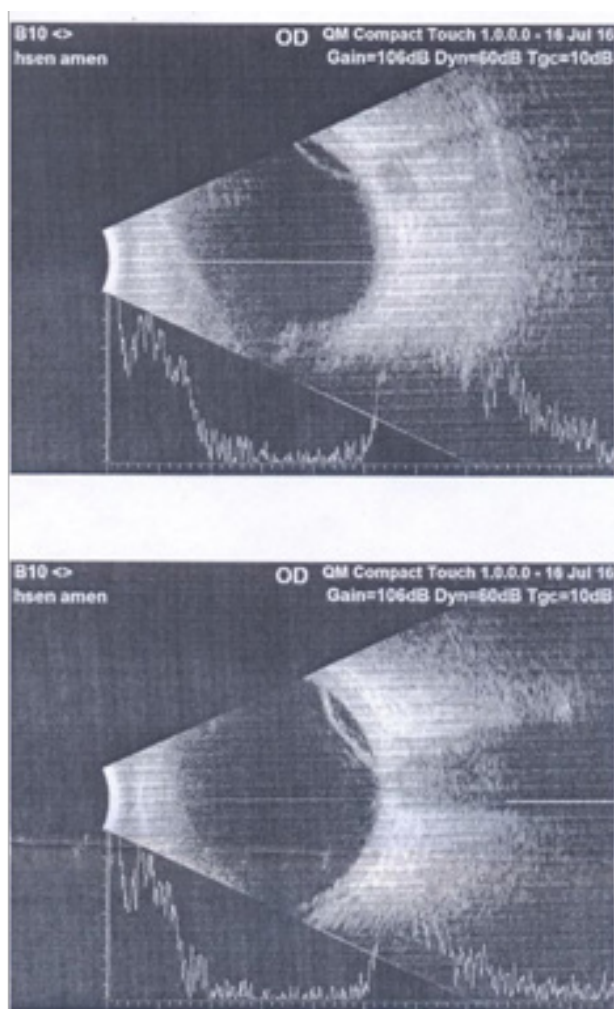 B10 <> OD QM Compact Touch 1.0.0.0 - 16 Jul 16
hsen amen Gain=106dB Dyn=60dB Tgc=10dB
B10 <> OD QM Compact Touch 1.0.0.0 - 16 Jul 16
hsen amen Gain=106dB Dyn=60dB Tgc=10dB